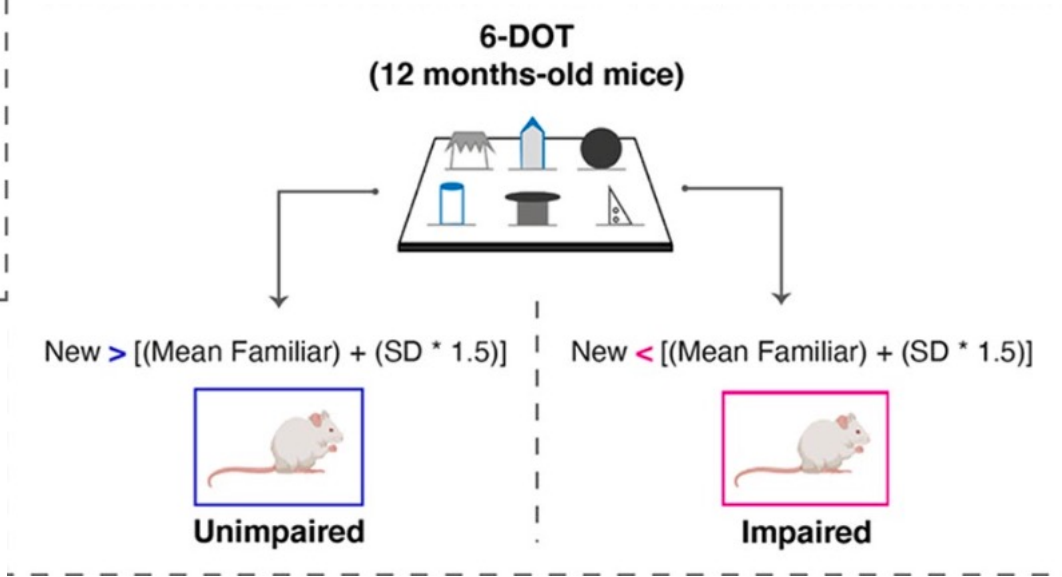 6-DOT
(12 months-old mice)
New > [(Mean Familiar) + (SD * 1.5)]
New < [(Mean Familiar) + (SD * 1.5)]
Unimpaired
Impaired